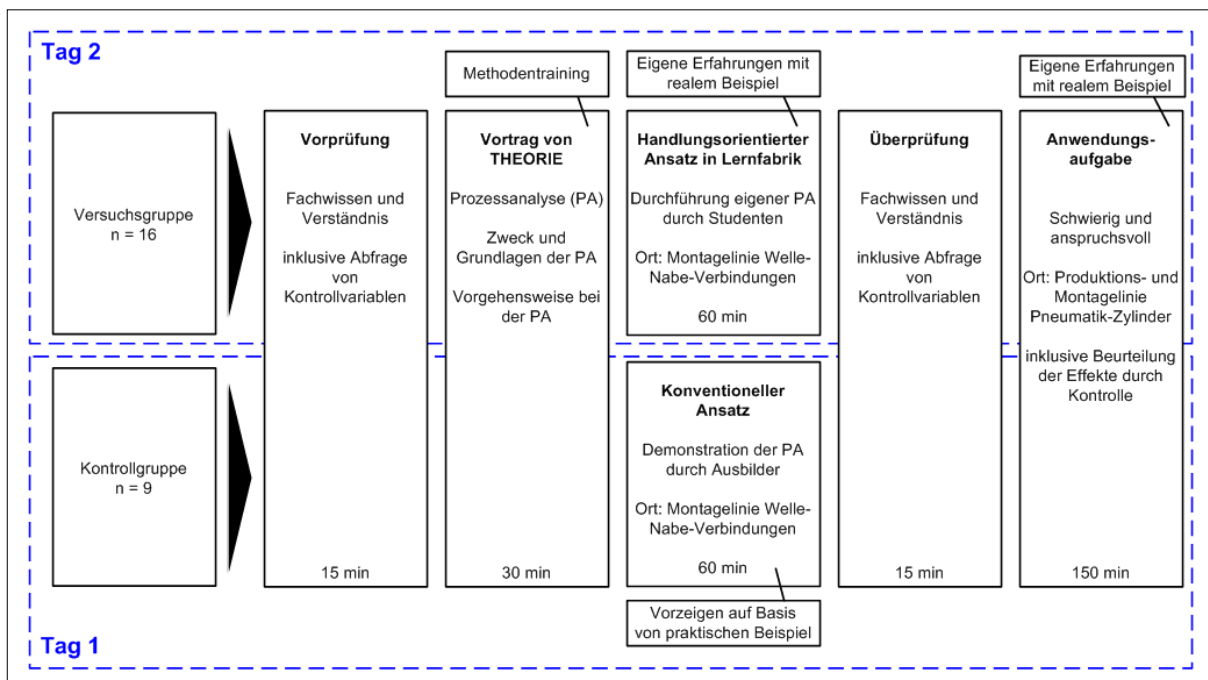 Tag 2
Methodentraining
Eigene Erfahrungen mit
realem Beispiel
Eigene Erfahrungen
mit realem Beispiel
Versuchsgruppe
n = 16
Vorprüfung
Fachwissen und
Verständnis
inklusive Abfrage
von
Kontrollvariablen
15 min
Vortrag von
THEORIE
Prozessanalyse (PA)
Zweck und
Grundlagen der PA
Vorgehensweise bei
der PA
30 min
Handlungsorientierter
Ansatz in Lernfabrik
Durchführung eigener PA
durch Studenten
Ort: Montagelinie Welle-
Nabe-Verbindungen
60 min
Überprüfung
Fachwissen und
Verständnis
inklusive Abfrage
von
Kontrollvariablen
15 min
Anwendungs-
aufgabe
Schwierig und
anspruchsvoll
Ort: Produktions- und
Montagelinie
Pneumatik-Zylinder
inklusive Beurteilung
der Effekte durch
Kontrolle
150 min
Kontrollgruppe
n = 9
Konventioneller
Ansatz
Demonstration der PA
durch Ausbilder
Ort: Montagelinie Welle-
Nabe-Verbindungen
60 min
Vorzeigen auf Basis
von praktischen Beispiel
Tag 1